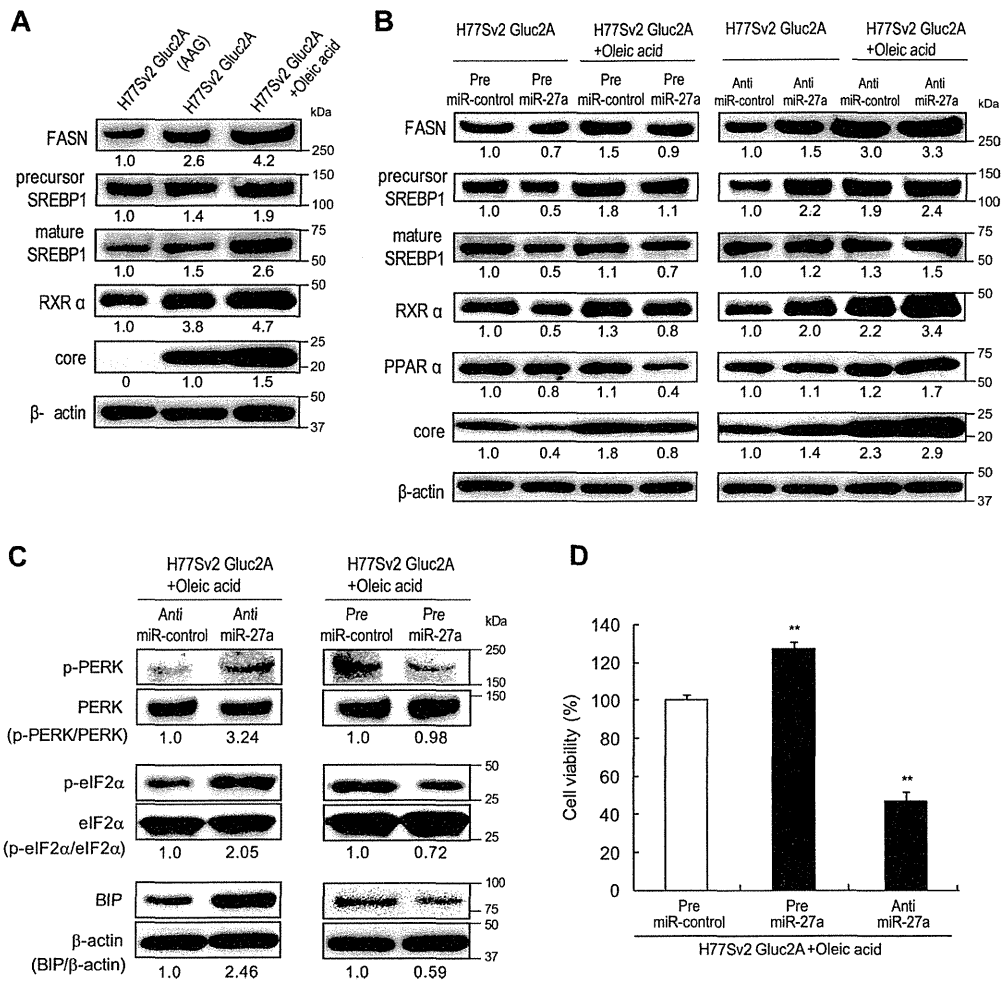 A
H77Sv2 Gluc2A
(AAG)
H77Sv2 Gluc2A
H77Sv2 Gluc2A
+Oleic acid
kDa
FASN
250
1.0 2.6 4.2
precursor
SREBP1
150
100
1.0 1.4 1.9
mature
SREBP1
75
50
1.0 1.5 2.6
RXR α
50
1.0 3.8 4.7
core
25
20
0 1.0 1.5
β- actin
50
37
B
H77Sv2 Gluc2A
H77Sv2 Gluc2A
+Oleic acid
H77Sv2 Gluc2A
H77Sv2 Gluc2A
+Oleic acid
Pre
miR-control
Pre
miR-27a
Pre
miR-control
Pre
miR-27a
Anti
miR-control
Anti
miR-27a
Anti
miR-control
Anti
miR-27a
kDa
FASN
250
1.0 0.7 1.5 0.9 1.0 1.5 3.0 3.3
precursor
SREBP1
150
100
1.0 0.5 1.8 1.1 1.0 2.2 1.9 2.4
mature
SREBP1
75
50
1.0 0.5 1.1 0.7 1.0 1.2 1.3 1.5
RXR α
50
1.0 0.5 1.3 0.8 1.0 2.0 2.2 3.4
PPAR α
75
50
1.0 0.8 1.1 0.4 1.0 1.1 1.2 1.7
core
25
20
1.0 0.4 1.8 0.8 1.0 1.4 2.3 2.9
β-actin
50
37
C
H77Sv2 Gluc2A
+Oleic acid
H77Sv2 Gluc2A
+Oleic acid
Anti
miR-control
Anti
miR-27a
Pre
miR-control
Pre
miR-27a
kDa
p-PERK
250
150
PERK
150
(p-PERK/PERK)
1.0 3.24 1.0 0.98
p-eIF2α
50
25
eIF2α
25
(p-eIF2α/eIF2α)
1.0 2.05 1.0 0.72
BIP
100
75
β-actin
50
37
(BIP/β-actin)
1.0 2.46 1.0 0.59
D
Cell viability (%)
140
120
100
80
60
40
20
0
**
**
Pre
miR-control
Pre
miR-27a
Anti
miR-27a
H77Sv2 Gluc2A+Oleic acid